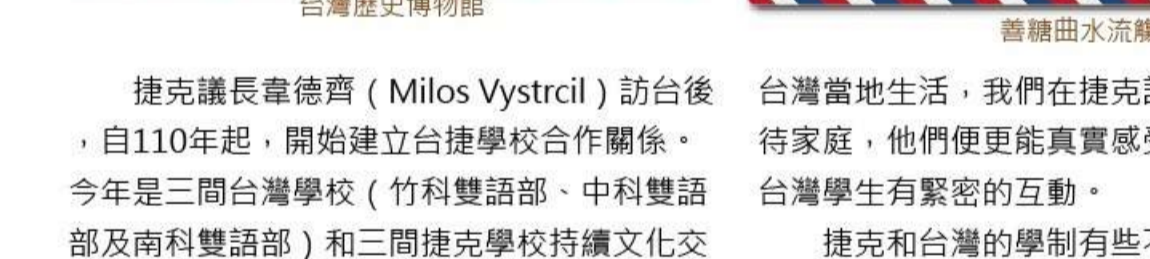 台灣歷史博物館
捷克議長韋德齊（Milos Vystrcil）訪台後
，自110年起，開始建立台捷學校合作關係。
今年是三間台灣學校（竹科雙語部、中科雙語
部及南科雙語部）和三間捷克學校持續文化交
善糖曲水流觴
台灣當地生活，我們在捷克
待家庭，他們便更能真實感受
台灣學生有緊密的互動。
捷克和台灣的學制有些